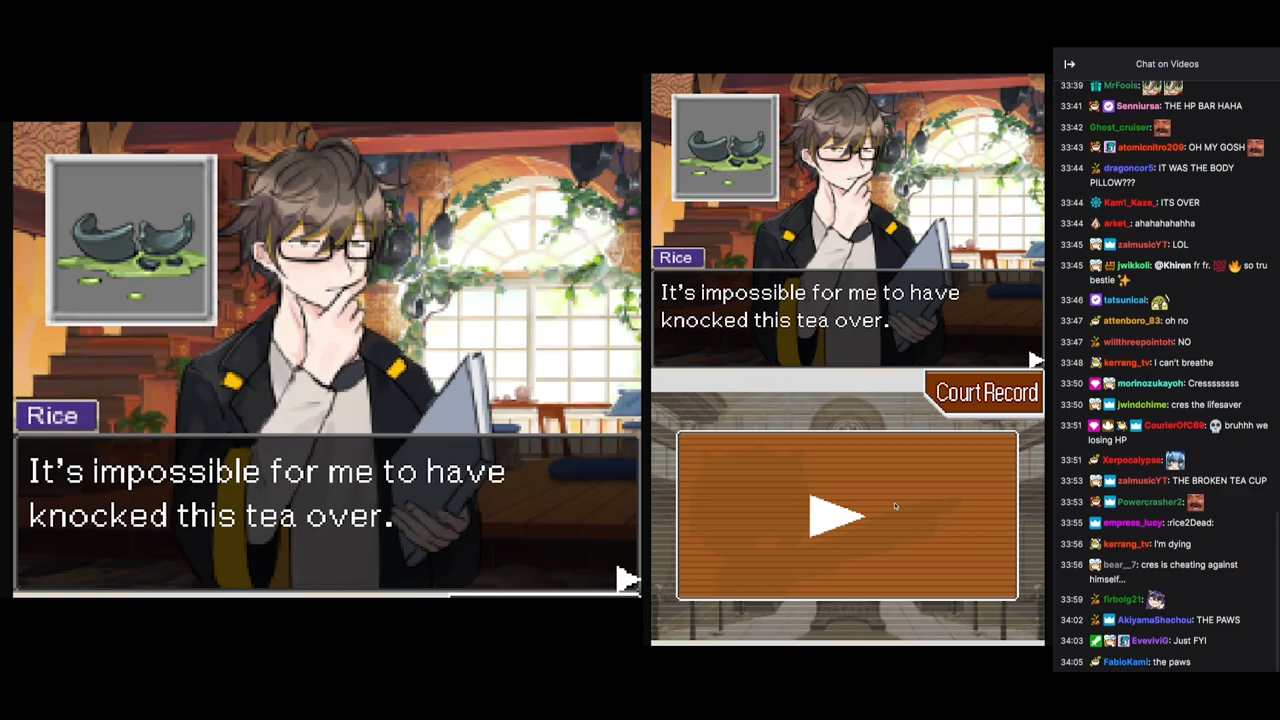 Rice
It's impossible for me to have
knocked this tea over.
Rice
It's impossible for me to have
knocked this tea over.
Court Record
Chat on Videos
33:39 MrFools:
33:41 Senniursa: THE HP BAR HAHA
33:42
Ghost_cruiser:
33:43 atomicnitro209: OH MY GOSH
33:44 dragoncor5: IT WAS THE BODY
PILLOW???
33:44 Kam1_Kaze_: ITS OVER
33:44 arket_: ahahahahahha
33:45 zalmusicYT: LOL
33:45 jwikkoli: @Khiren fr fr. 100 so tru
bestie
33:46 tatsunical:
33:47 attenboro_83: oh no
33:47 willthreepointoh: NO
33:48 kerrang_tv: I can't breathe
33:50 morinozukayoh: Cressssssss
33:50 jwindchime: cres the lifesaver
33:51 CourierOfC69: bruhhh we
losing HP
33:51 Xerpocalypse:
33:53 zalmusicYT: THE BROKEN TEA CUP
33:53 Powercrasher2:
33:55 empress_lucy: :rice2Dead:
33:56 kerrang_tv: I'm dying
33:56 bear__7: cres is cheating against
himself...
33:59 firbolg21:
34:02 AkiyamaShachou: THE PAWS
34:03 EveviviG: Just FYI
34:05 FabioKami: the paws